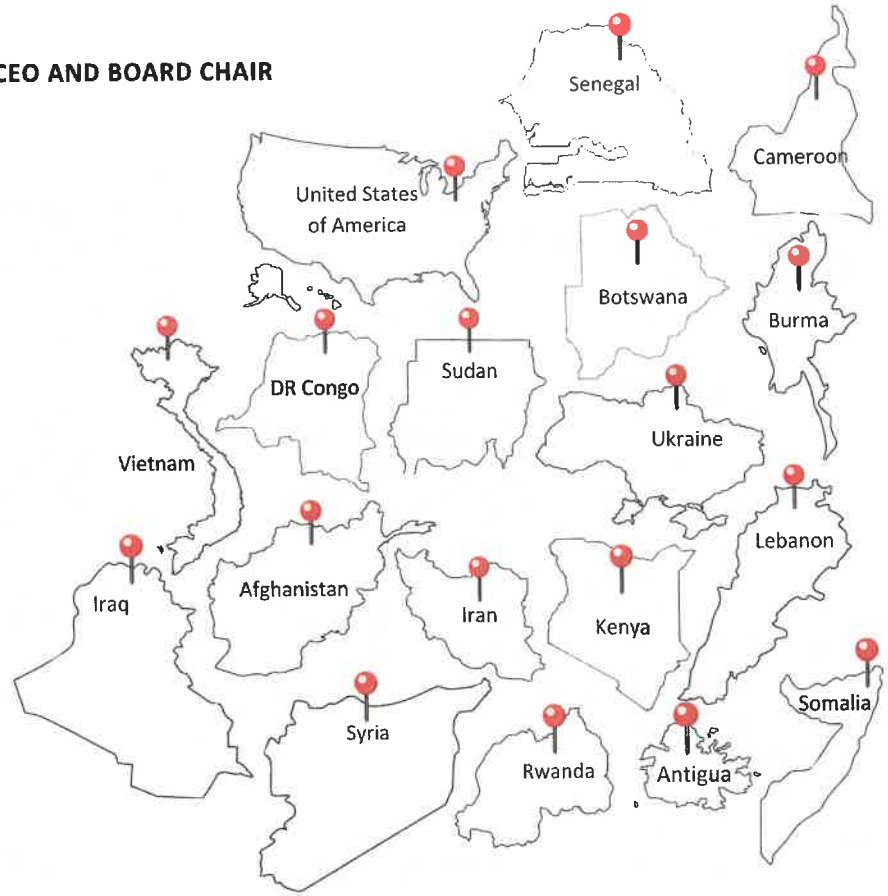 CEO AND BOARD CHAIR
Senegal
Cameroon
United States
of America
Botswana
Burma
DR Congo
Sudan
Ukraine
Vietnam
Lebanon
Afghanistan
Iraq
Iran
Kenya
Somalia
Syria
Rwanda
Antigua